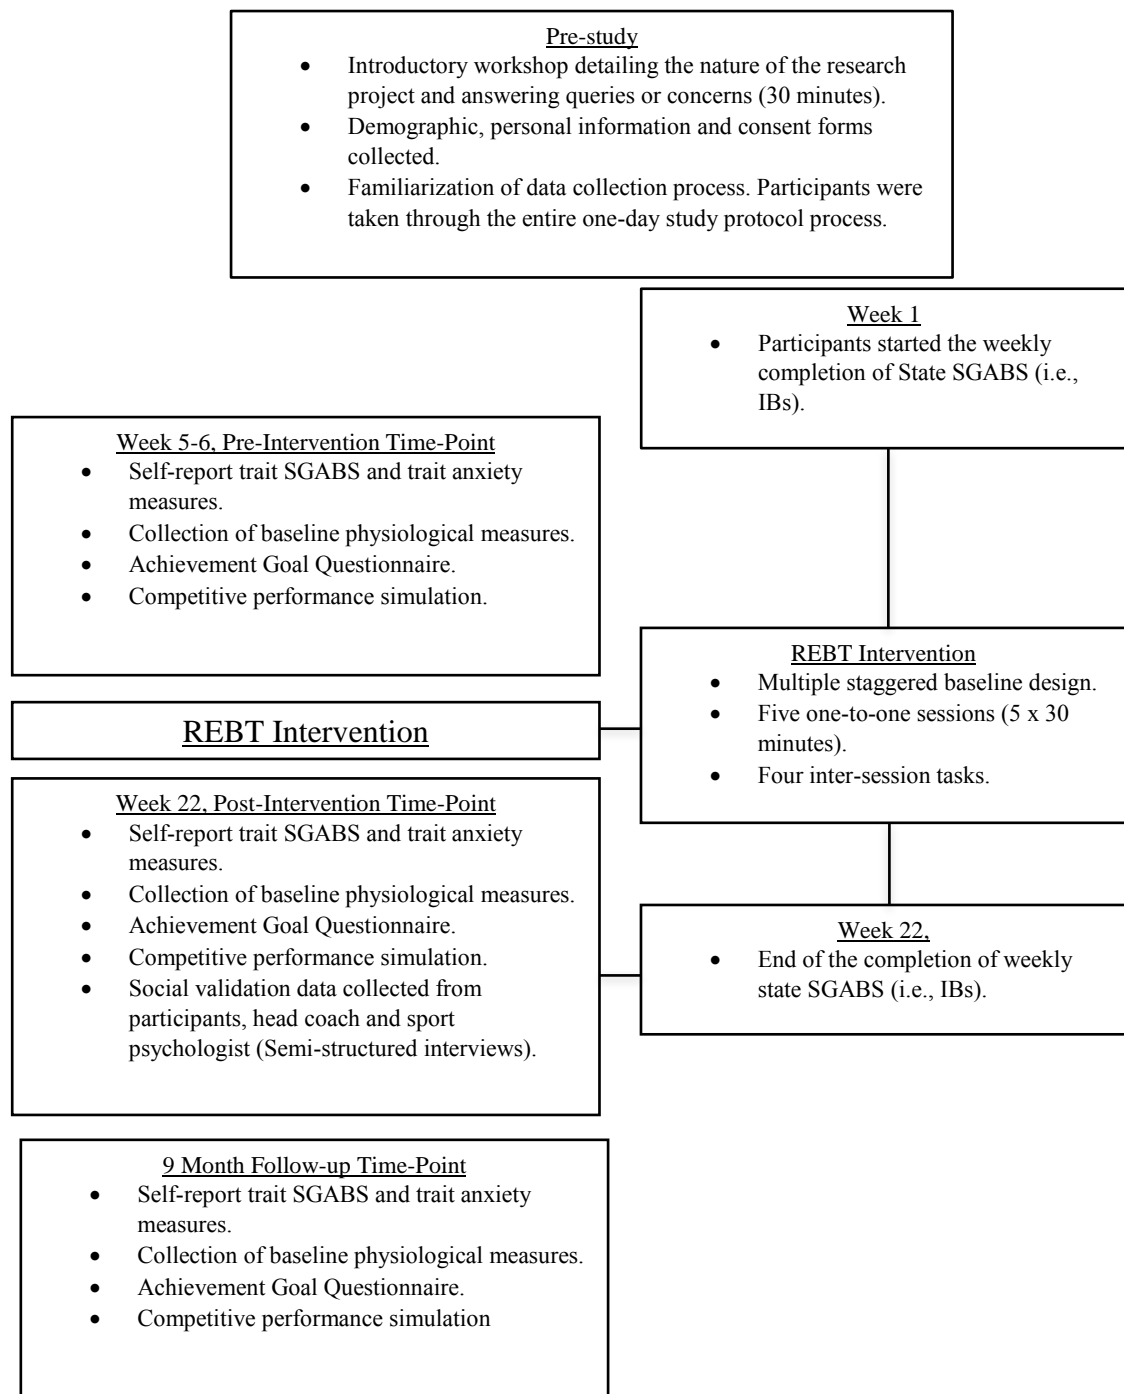 Pre-study
• Introductory workshop detailing the nature of the research
project and answering queries or concerns (30 minutes).
• Demographic, personal information and consent forms
collected.
• Familiarization of data collection process. Participants were
taken through the entire one-day study protocol process.
Week 1
• Participants started the weekly
completion of State SGABS (i.e.,
IBs).
Week 5-6, Pre-Intervention Time-Point
• Self-report trait SGABS and trait anxiety
measures.
• Collection of baseline physiological measures.
• Achievement Goal Questionnaire.
• Competitive performance simulation.
REBT Intervention
• Multiple staggered baseline design.
• Five one-to-one sessions (5 x 30
minutes).
• Four inter-session tasks.
REBT Intervention
Week 22, Post-Intervention Time-Point
• Self-report trait SGABS and trait anxiety
measures.
• Collection of baseline physiological measures.
• Achievement Goal Questionnaire.
• Competitive performance simulation.
• Social validation data collected from
participants, head coach and sport
psychologist (Semi-structured interviews).
Week 22,
• End of the completion of weekly
state SGABS (i.e., IBs).
9 Month Follow-up Time-Point
• Self-report trait SGABS and trait anxiety
measures.
• Collection of baseline physiological measures.
• Achievement Goal Questionnaire.
• Competitive performance simulation